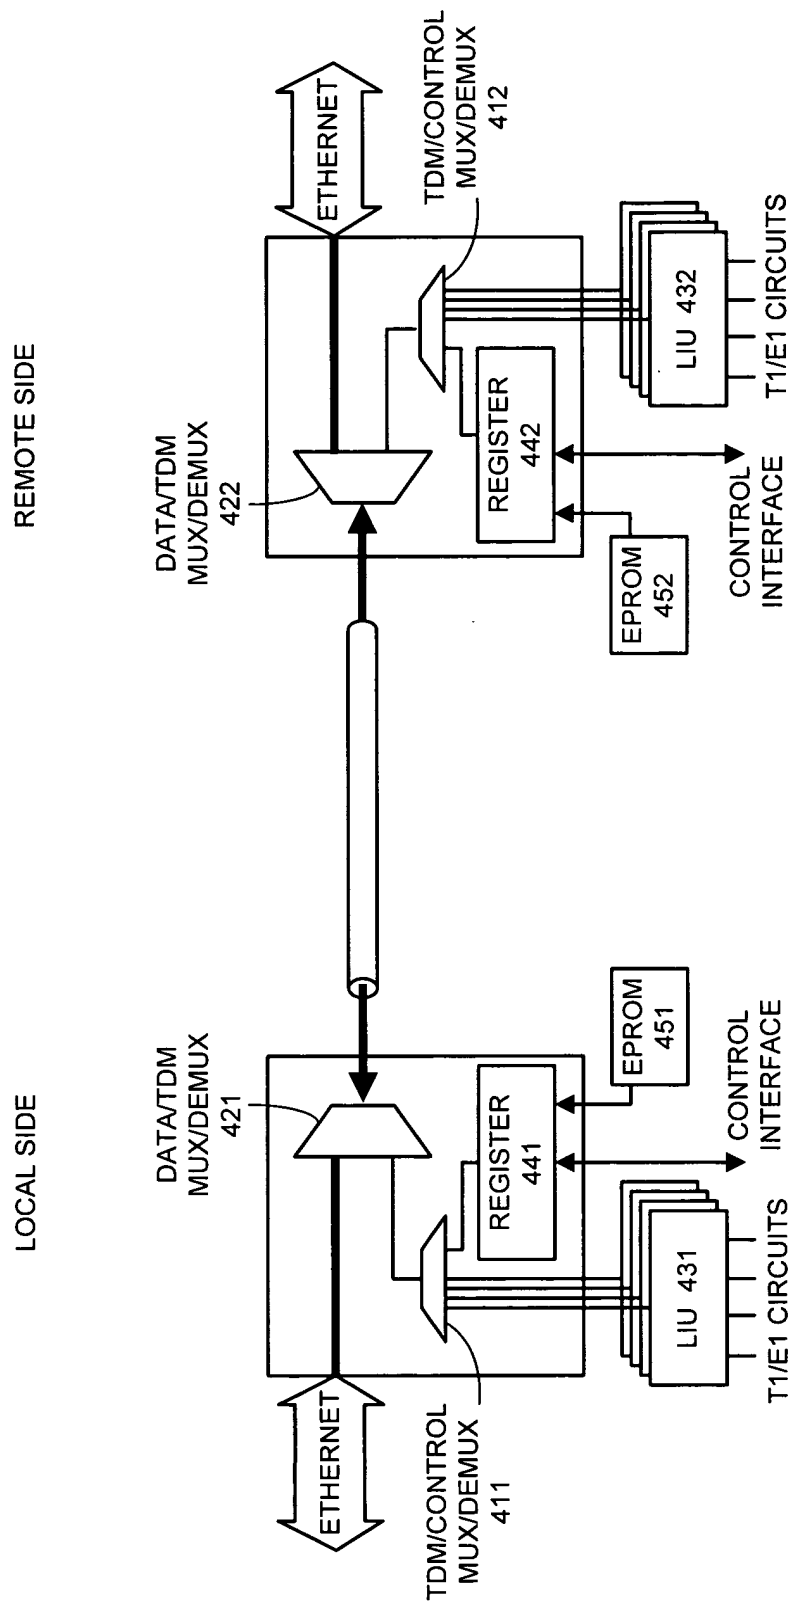 LOCAL SIDE
REMOTE SIDE
DATA/TDM
MUX/DEMUX
421
DATA/TDM
MUX/DEMUX
422
ETHERNET
ETHERNET
TDM/CONTROL
MUX/DEMUX
411
TDM/CONTROL
MUX/DEMUX
412
REGISTER
441
REGISTER
442
LIU 431
EPROM
451
EPROM
452
LIU 432
T1/E1 CIRCUITS
CONTROL
INTERFACE
CONTROL
INTERFACE
T1/E1 CIRCUITS